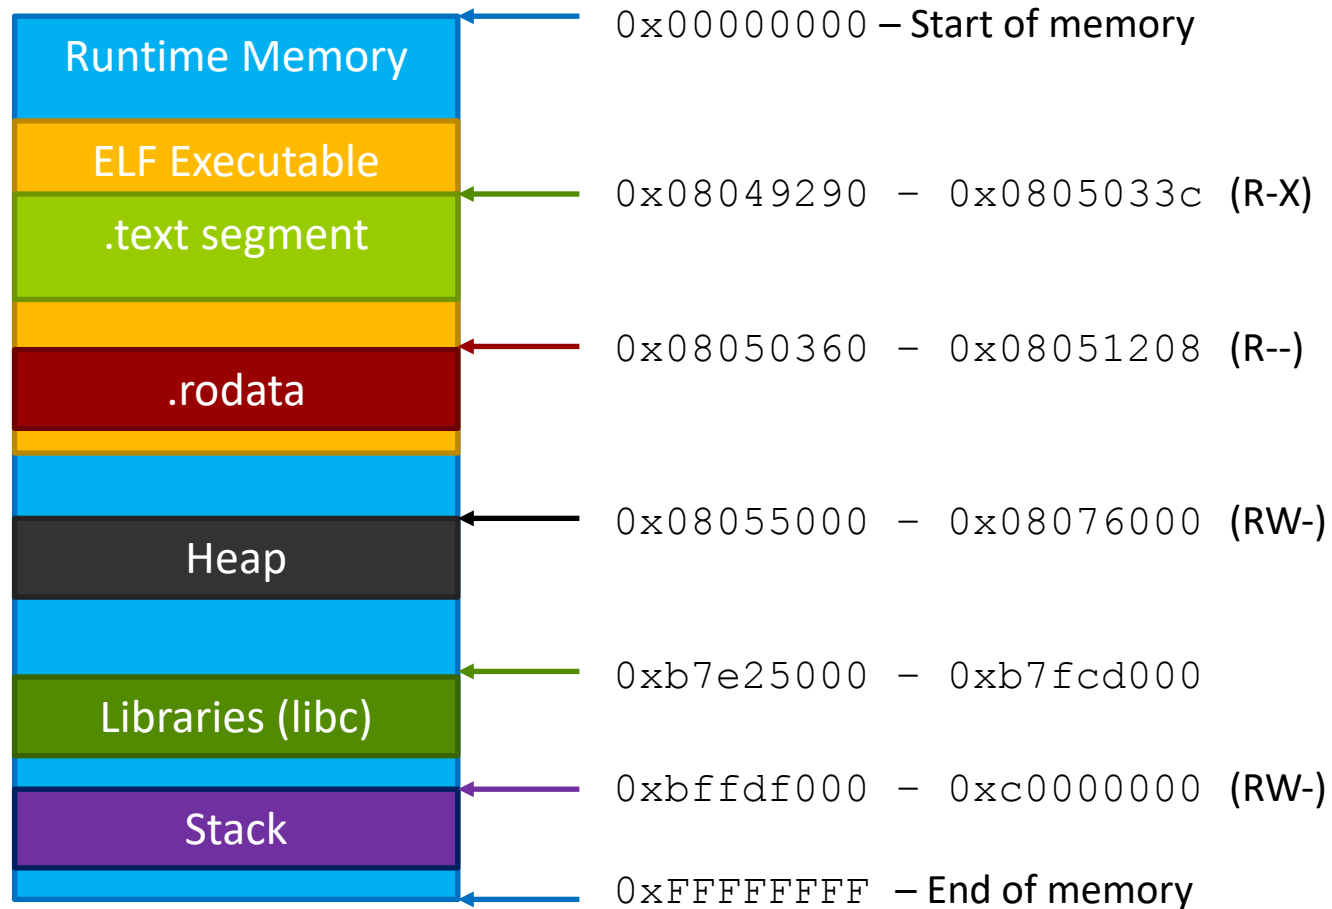 0x00000000 – Start of memory
Runtime Memory
ELF Executable
0x08049290 – 0x0805033c (R-X)
.text segment
0x08050360 – 0x08051208 (R--)
.rodata
0x08055000 – 0x08076000 (RW-)
Heap
0xb7e25000 – 0xb7fcd000
Libraries (libc)
0xbffdf000 – 0xc0000000 (RW-)
Stack
0xFFFFFFFF – End of memory